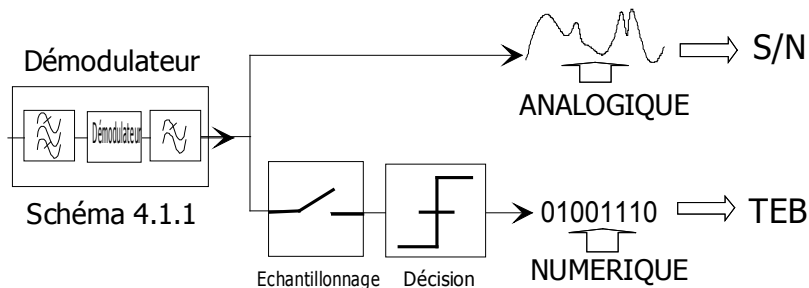 Démodulateur
Démodulateur
Schéma 4.1.1
S/N
ANALOGIQUE
01001110
TEB
NUMERIQUE
Echantillonnage
Décision